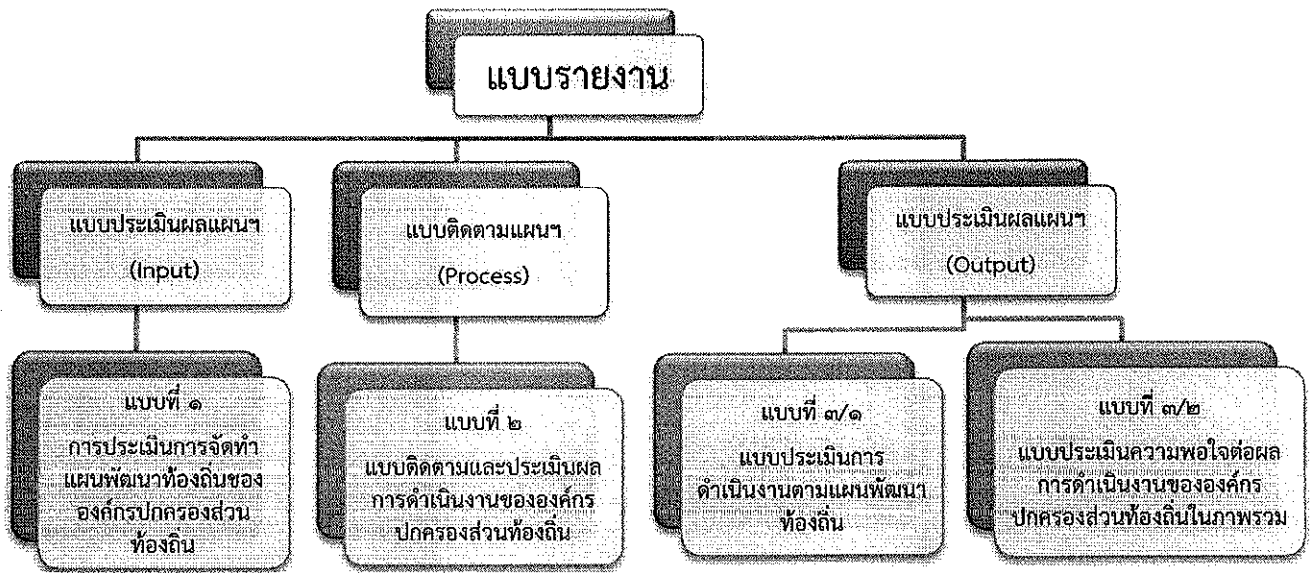 แบบรายงาน
แบบประเมินผลแผนฯ
(Input)
แบบติดตามแผนฯ
(Process)
แบบประเมินผลแผนฯ
(Output)
แบบที่ ๑
การประเมินการจัดทำ
แผนพัฒนาท้องถิ่นของ
องค์กรปกครองส่วน
ท้องถิ่น
แบบที่ ๒
แบบติดตามและประเมินผล
การดำเนินงานขององค์กร
ปกครองส่วนท้องถิ่น
แบบที่ ๓/๑
แบบประเมินการ
ดำเนินงานตามแผนพัฒนา
ท้องถิ่น
แบบที่ ๓/๒
แบบประเมินความพอใจต่อผล
การดำเนินงานขององค์กร
ปกครองส่วนท้องถิ่นในภาพรวม